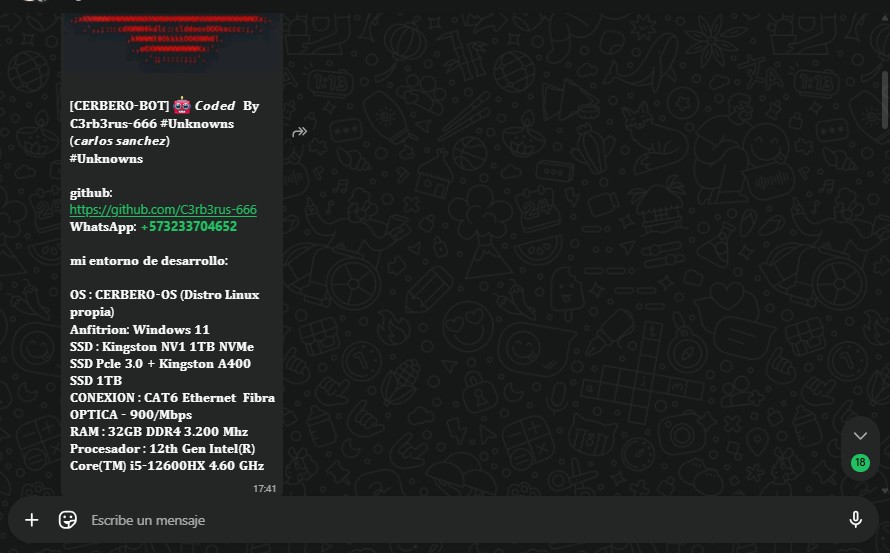 [CERBERO-BOT] 🤖 Coded By
C3rb3rus-666 #Unknowns
(carlos sanchez)
#Unknowns
github:
https://github.com/C3rb3rus-666
WhatsApp: +573233704652
mi entorno de desarrollo:
OS : CERBERO-OS (Distro Linux
propia)
Anfitrion: Windows 11
SSD : Kingston NV1 1TB NVMe
SSD Pcle 3.0 + Kingston A400
SSD 1TB
CONEXION : CAT6 Ethernet Fibra
OPTICA - 900/Mbps
RAM : 32GB DDR4 3.200 Mhz
Procesador : 12th Gen Intel(R)
Core(TM) i5-12600HX 4.60 GHz
17:41
18
Escribe un mensaje